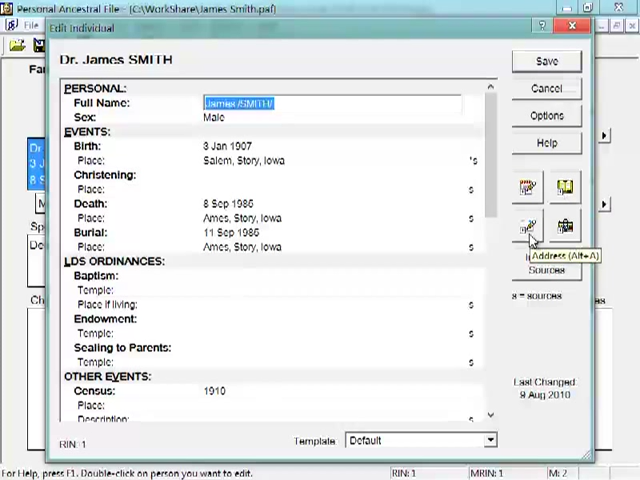 Personal Ancestral File - [C:\WorkShare\James Smith.paf]
File
Edit Individual
Dr. James SMITH
Save
PERSONAL:
Cancel
Full Name: James /SMITH/
Sex: Male
Options
EVENTS:
Birth: 3 Jan 1907
Help
Place: Salem, Story, Iowa 's
Christening:
Place: s
Death: 8 Sep 1985
Place: Ames, Story, Iowa s
Burial: 11 Sep 1985
Place: Ames, Story, Iowa s
Address (Alt+A)
LDS ORDINANCES:
Sources
Baptism:
Temple:
Place if living: s
s = sources
Endowment:
Temple: s
Sealing to Parents:
Temple: s
OTHER EVENTS:
Last Changed
Census: 1910
9 Aug 2010
Place:
Description: s
RIN: 1
Template: Default
For Help, press F1. Double-click on person you want to edit.
RIN: 1
MRIN: 1
M: 2